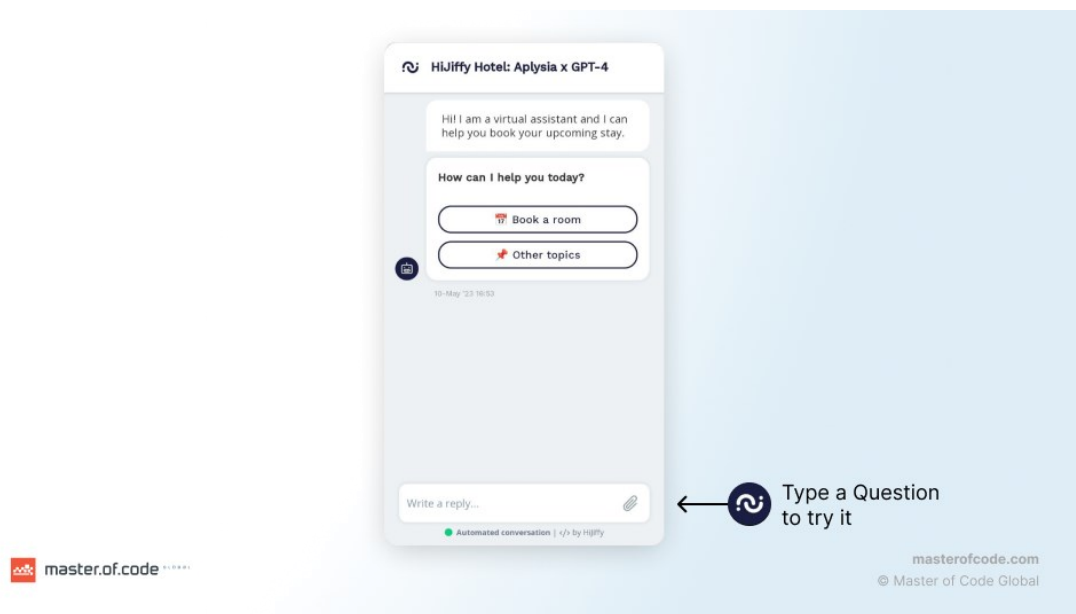 HiJiffy Hotel: Aplysia x GPT-4
Hi! I am a virtual assistant and I can
help you book your upcoming stay.
How can I help you today?
Book a room
Other topics
10-May '23 16:53
Write a reply...
Automated conversation | </> by HiJiffy
Type a Question
to try it
master.of.code GLOBAL
masterofcode.com
© Master of Code Global